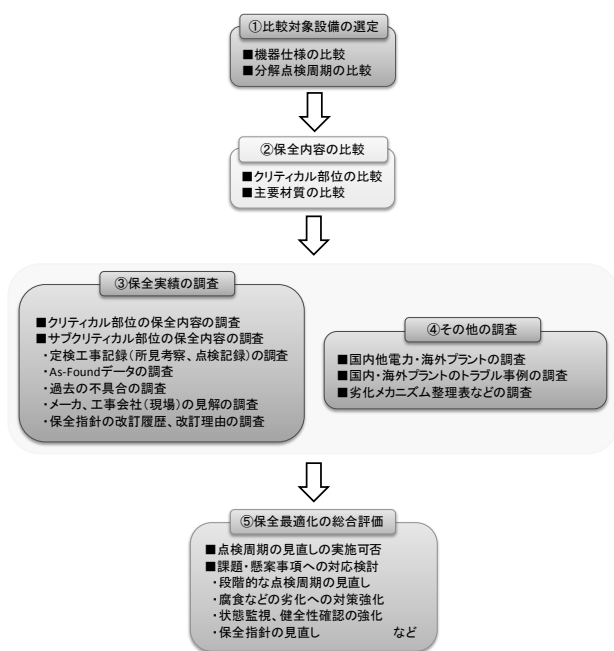 ①比較対象設備の選定
■機器仕様の比較
■分解点検周期の比較
②保全内容の比較
■クリティカル部位の比較
■主要材質の比較
③保全実績の調査
■クリティカル部位の保全内容の調査
■サブクリティカル部位の保全内容の調査
・定検工事記録(所見考察、点検記録)の調査
・As-Foundデータの調査
・過去の不具合の調査
・メーカ、工事会社(現場)の見解の調査
・保全指針の改訂履歴、改訂理由の調査
④その他の調査
■国内他電力・海外プラントの調査
■国内・海外プラントのトラブル事例の調査
■劣化メカニズム整理表などの調査
⑤保全最適化の総合評価
■点検周期の見直しの実施可否
■課題・懸案事項への対応検討
・段階的な点検周期の見直し
・腐食などの劣化への対策強化
・状態監視、健全性確認の強化
・保全指針の見直し など